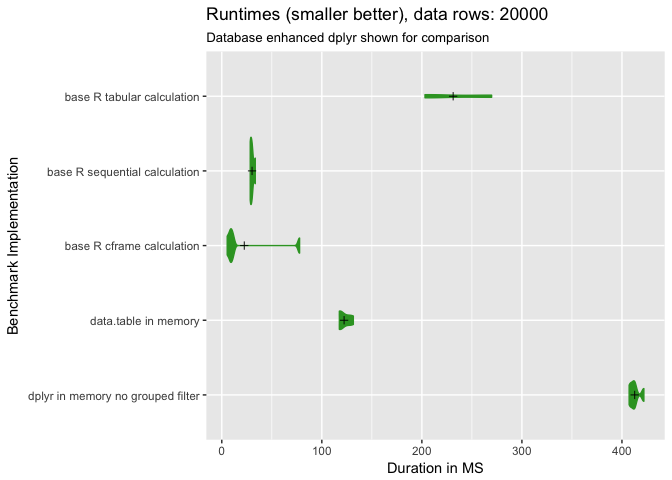 Runtimes (smaller better), data rows: 20000
Database enhanced dplyr shown for comparison
Benchmark Implementation
base R tabular calculation
base R sequential calculation
base R cframe calculation
data.table in memory
dplyr in memory no grouped filter
0 100 200 300 400
Duration in MS